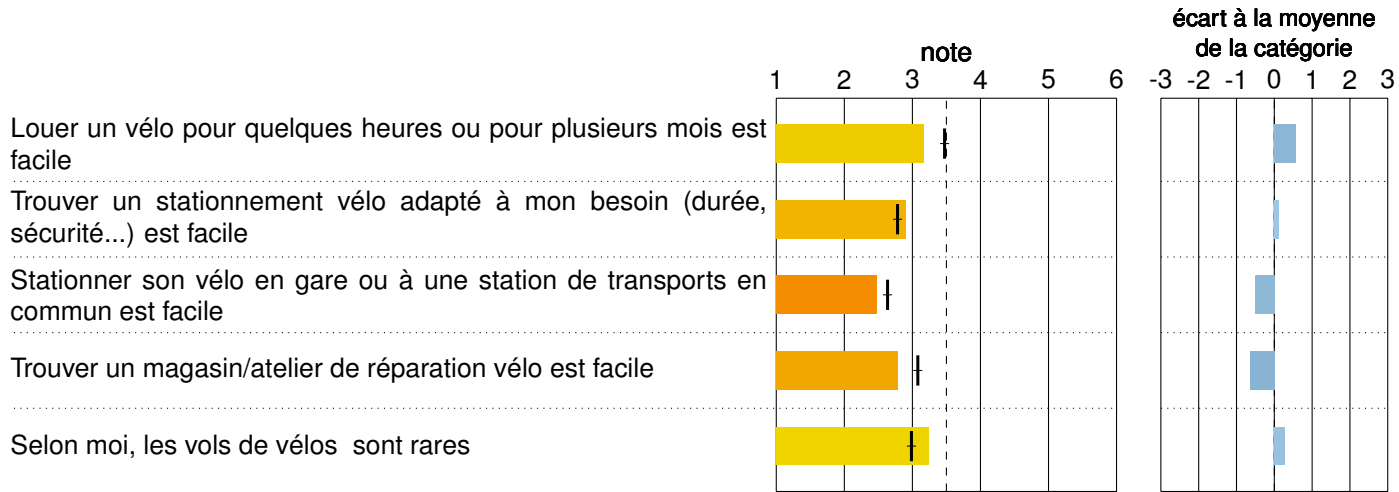 écart à la moyenne
note de la catégorie
1 2 3 4 5 6 -3 -2 -1 0 1 2 3
Louer un vélo pour quelques heures ou pour plusieurs mois est
facile
Trouver un stationnement vélo adapté à mon besoin (durée,
sécurité...) est facile
Stationner son vélo en gare ou à une station de transports en
commun est facile
Trouver un magasin/atelier de réparation vélo est facile
Selon moi, les vols de vélos sont rares